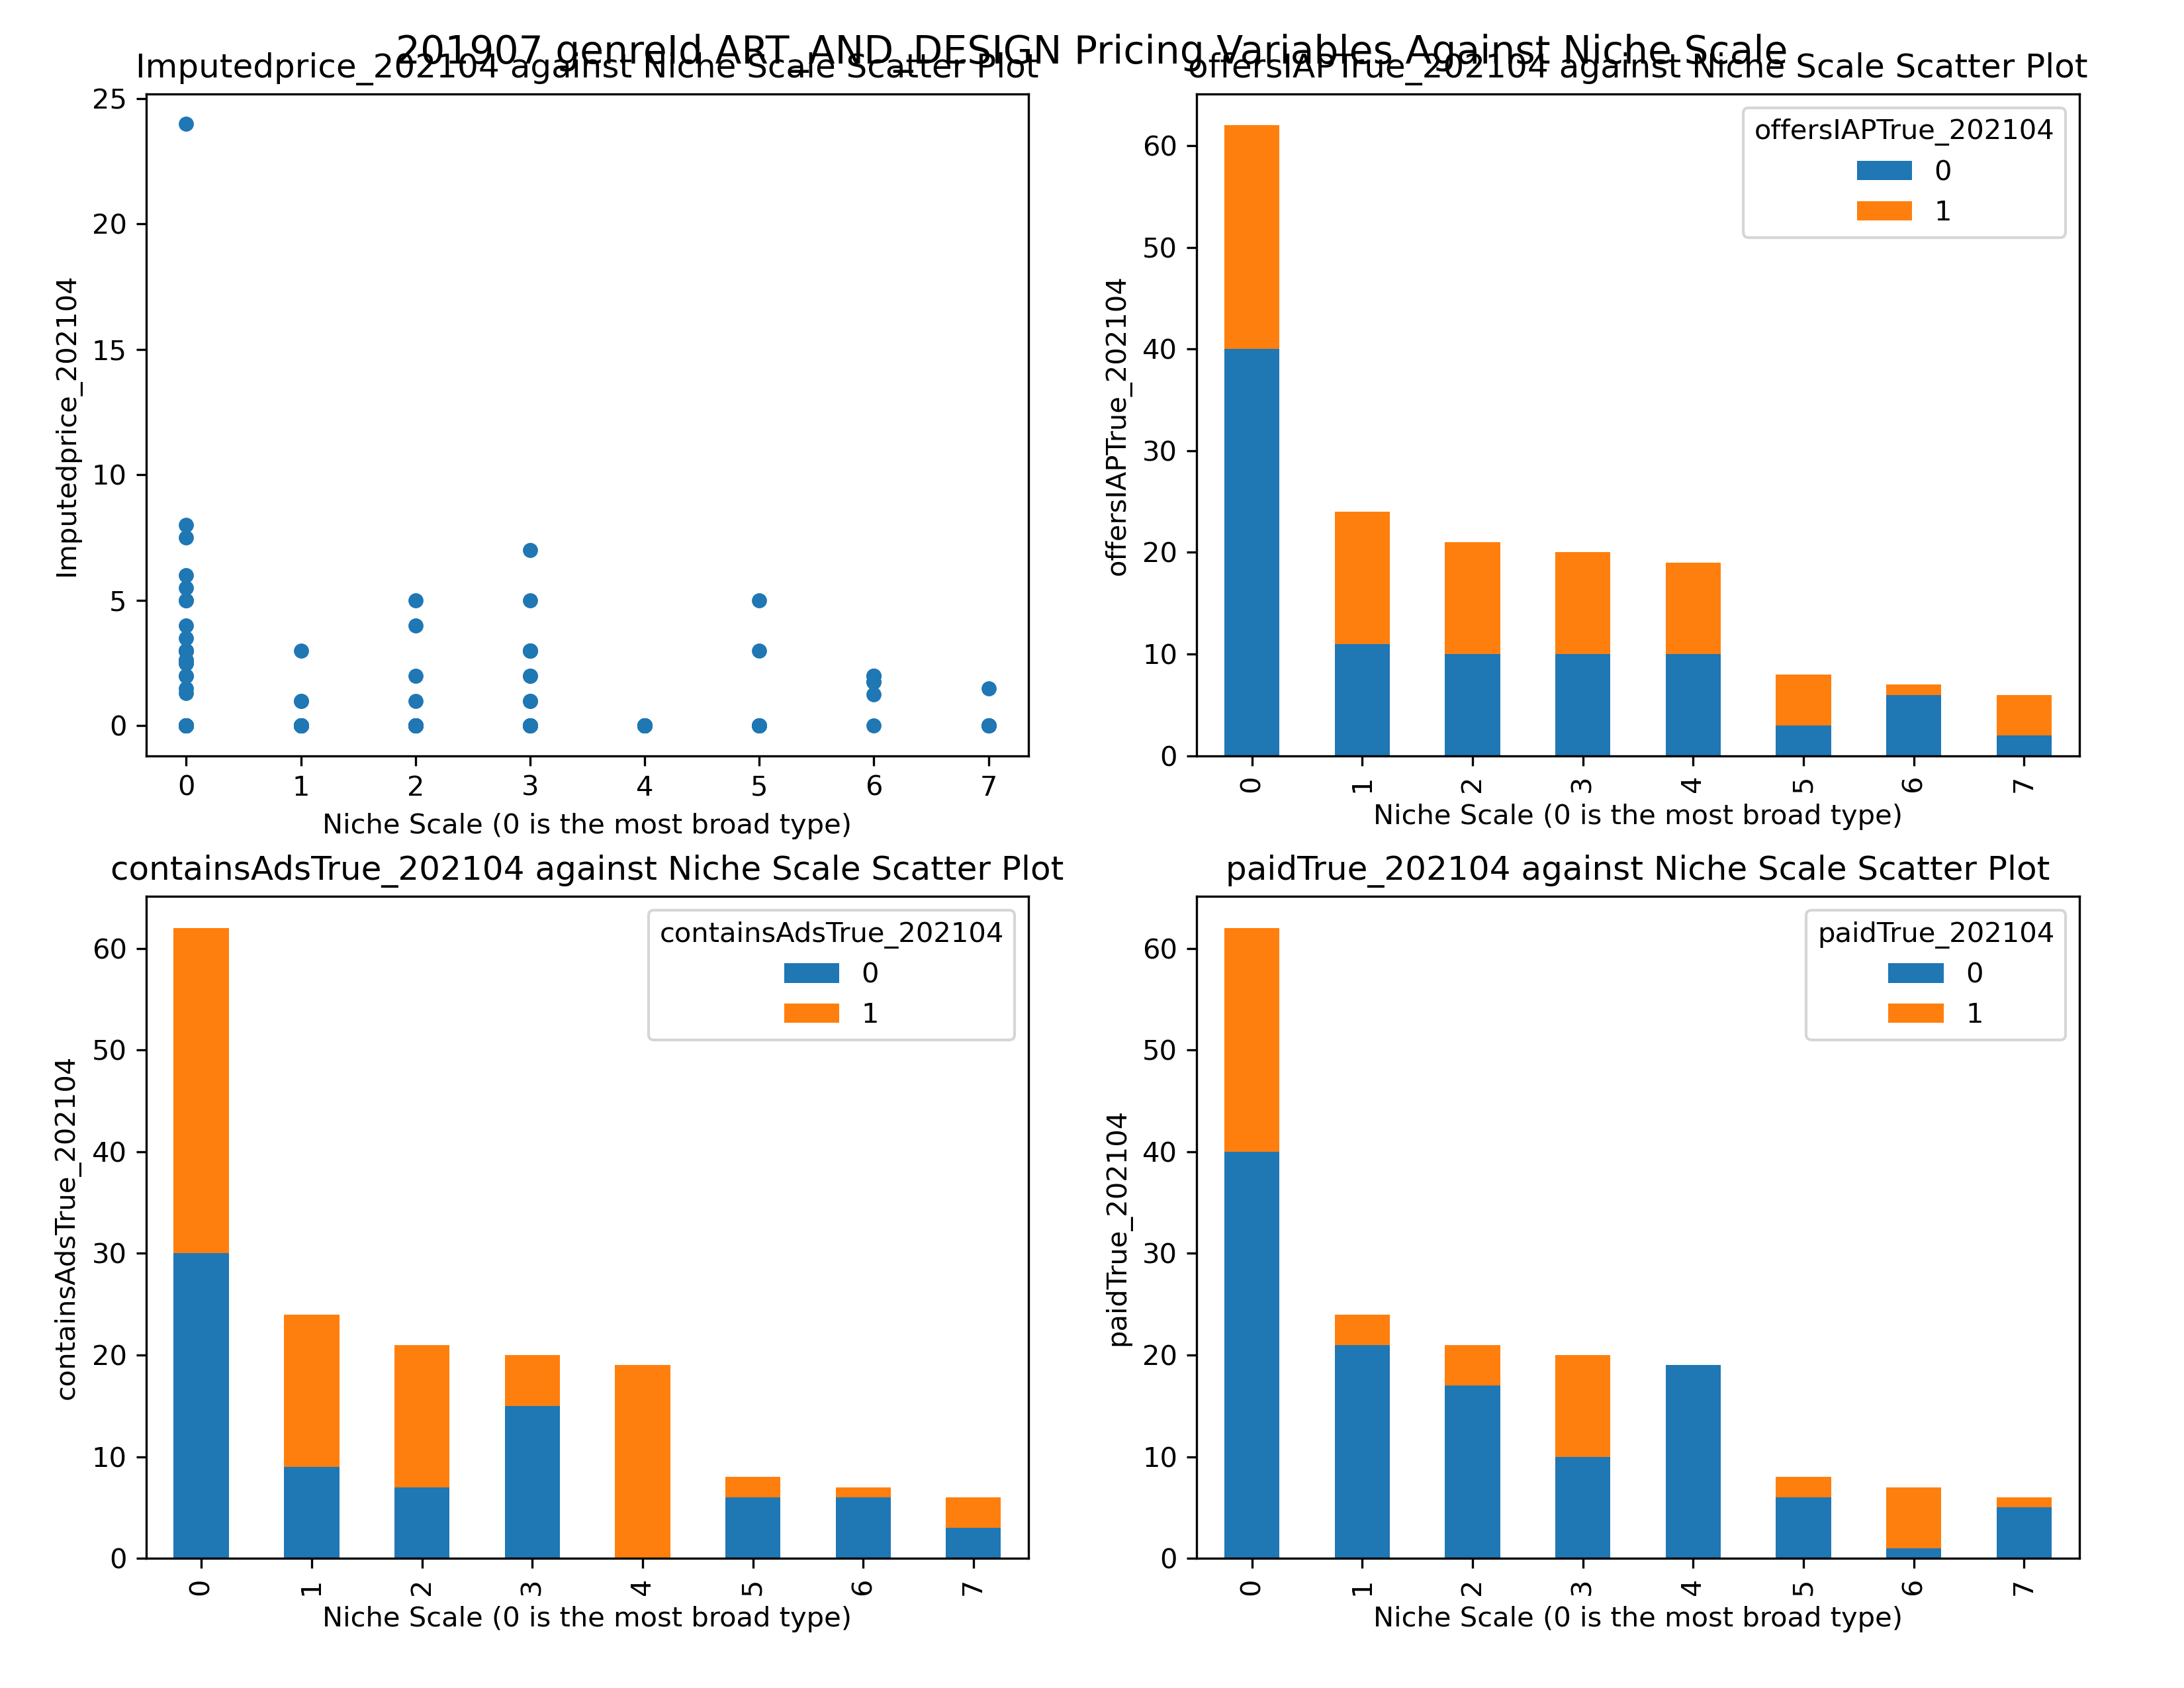 201907 genreId ART_AND_DESIGN Pricing Variables Against Niche Scale
Imputedprice_202104 against Niche Scale Scatter Plot
25
20
15
10
5
0
Imputedprice_202104
0 1 2 3 4 5 6 7
Niche Scale (0 is the most broad type)
offersIAPTrue_202104 against Niche Scale Scatter Plot
offersIAPTrue_202104
0
1
60
50
40
30
20
10
0
offersIAPTrue_202104
0 1 2 3 4 5 6 7
Niche Scale (0 is the most broad type)
containsAdsTrue_202104 against Niche Scale Scatter Plot
containsAdsTrue_202104
0
1
60
50
40
30
20
10
0
containsAdsTrue_202104
0 1 2 3 4 5 6 7
Niche Scale (0 is the most broad type)
paidTrue_202104 against Niche Scale Scatter Plot
paidTrue_202104
0
1
60
50
40
30
20
10
0
paidTrue_202104
0 1 2 3 4 5 6 7
Niche Scale (0 is the most broad type)